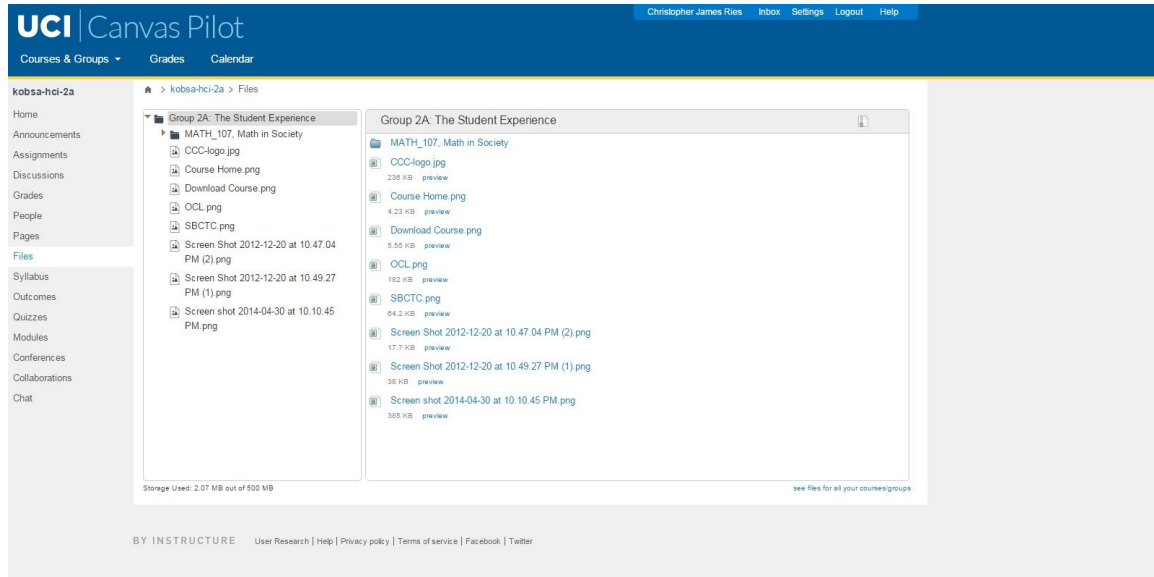 UCI Canvas Pilot
Christopher James Ries Inbox Settings Logout Help
Courses & Groups Grades Calendar
kobsa-hci-2a
Home
Announcements
Assignments
Discussions
Grades
People
Pages
Files
Syllabus
Outcomes
Quizzes
Modules
Conferences
Collaborations
Chat
> kobsa-hci-2a > Files
Group 2A: The Student Experience
MATH_107, Math in Society
CCC-logo.jpg
Course Home.png
Download Course.png
OCL.png
SBCTC.png
Screen Shot 2012-12-20 at 10.47.04
PM (2).png
Screen Shot 2012-12-20 at 10.49.27
PM (1).png
Screen shot 2014-04-30 at 10.10.45
PM.png
Group 2A: The Student Experience
MATH_107, Math in Society
CCC-logo.jpg
236 KB preview
Course Home.png
4.23 KB preview
Download Course.png
5.55 KB preview
OCL.png
182 KB preview
SBCTC.png
64.2 KB preview
Screen Shot 2012-12-20 at 10.47.04 PM (2).png
17.7 KB preview
Screen Shot 2012-12-20 at 10.49.27 PM (1).png
38 KB preview
Screen shot 2014-04-30 at 10.10.45 PM.png
385 KB preview
Storage Used: 2.07 MB out of 500 MB
see files for all your courses/groups
BY INSTRUCTURE User Research | Help | Privacy policy | Terms of service | Facebook | Twitter